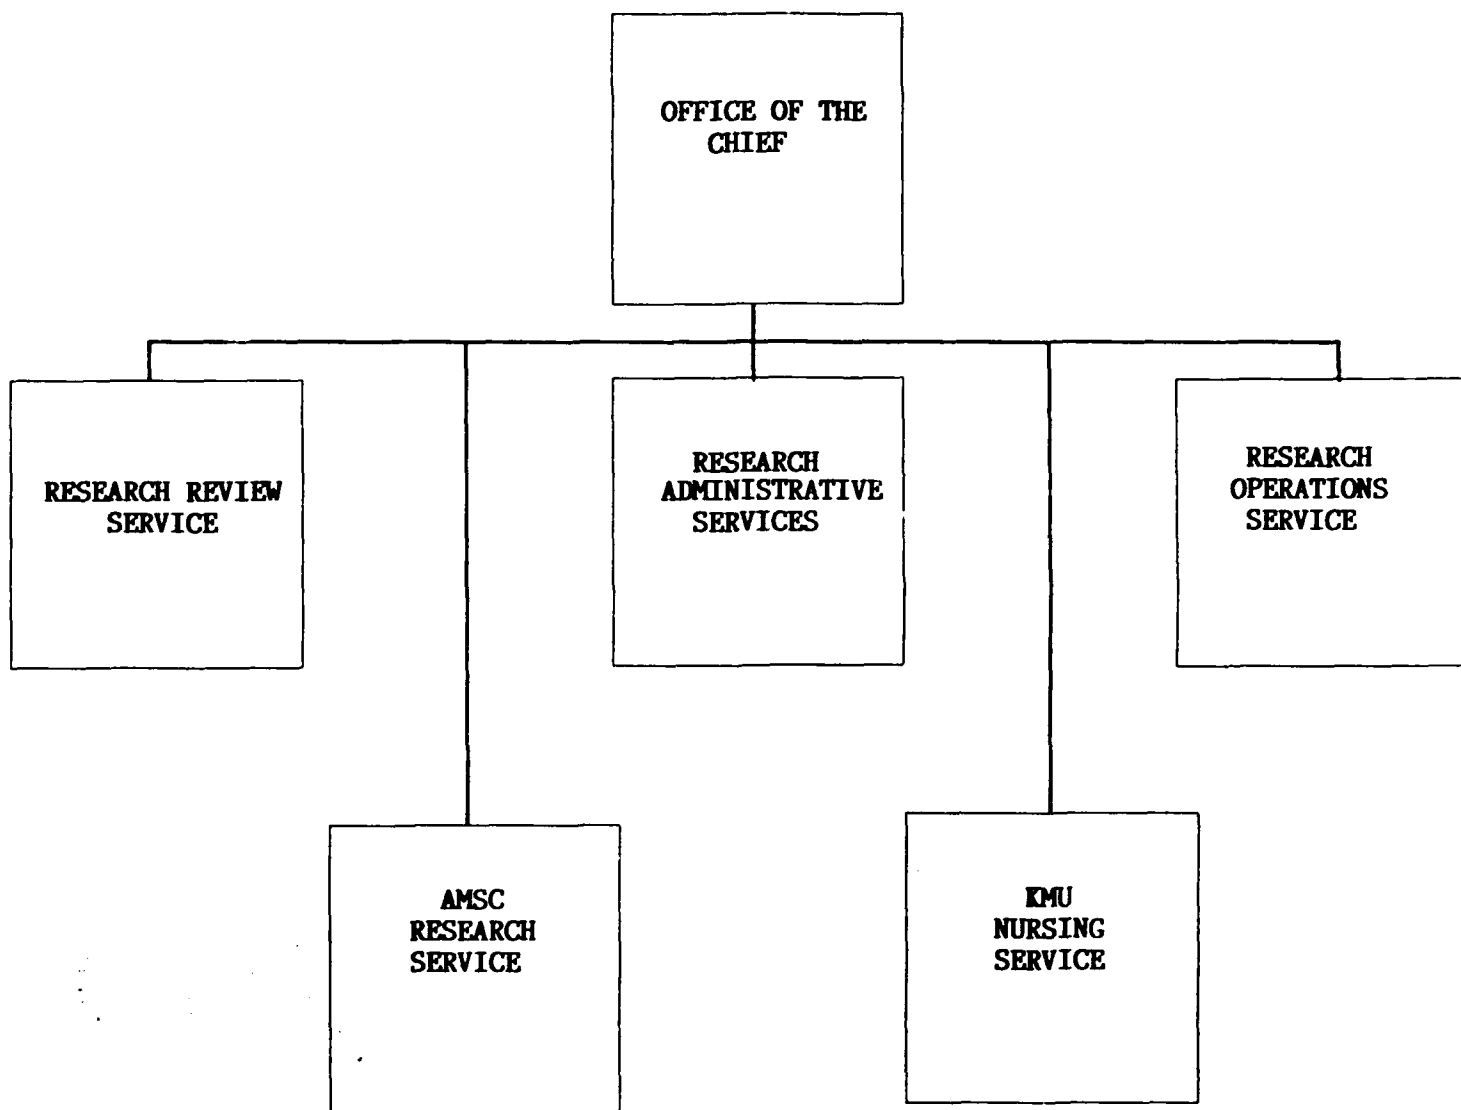 OFFICE OF THE
CHIEF
RESEARCH REVIEW
SERVICE
RESEARCH
ADMINISTRATIVE
SERVICES
RESEARCH
OPERATIONS
SERVICE
AMSC
RESEARCH
SERVICE
KMU
NURSING
SERVICE